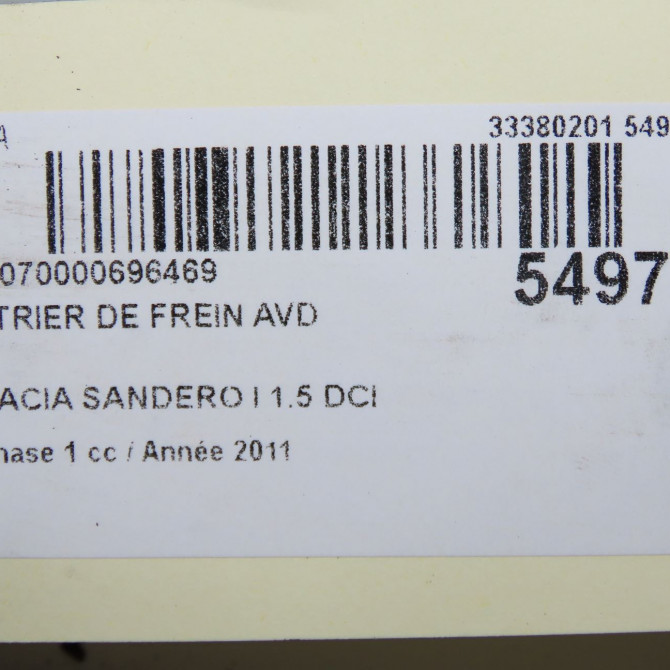 A 33380201 549
070000696469
5497
TRIER DE FREIN AVD
ACIA SANDERO I 1.5 DCI
hase 1 cc / Année 2011